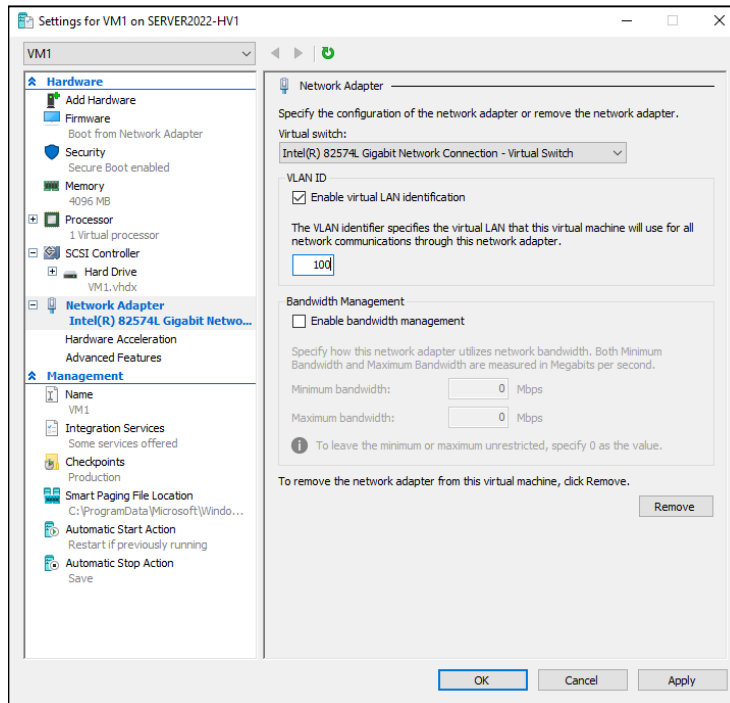 Settings for VM1 on SERVER2022-HV1
VM1
Hardware
Add Hardware
Firmware
Boot from Network Adapter
Security
Secure Boot enabled
Memory
4096 MB
Processor
1 Virtual processor
SCSI Controller
Hard Drive
VM1.vhdx
Network Adapter
Intel(R) 82574L Gigabit Netwo...
Hardware Acceleration
Advanced Features
Management
Name
VM1
Integration Services
Some services offered
Checkpoints
Production
Smart Paging File Location
C:\ProgramData\Microsoft\Windo...
Automatic Start Action
Restart if previously running
Automatic Stop Action
Save
Network Adapter
Specify the configuration of the network adapter or remove the network adapter.
Virtual switch:
Intel(R) 82574L Gigabit Network Connection - Virtual Switch
VLAN ID
Enable virtual LAN identification
The VLAN identifier specifies the virtual LAN that this virtual machine will use for all
network communications through this network adapter.
100
Bandwidth Management
Enable bandwidth management
Specify how this network adapter utilizes network bandwidth. Both Minimum
Bandwidth and Maximum Bandwidth are measured in Megabits per second.
Minimum bandwidth: 0 Mbps
Maximum bandwidth: 0 Mbps
To leave the minimum or maximum unrestricted, specify 0 as the value.
To remove the network adapter from this virtual machine, click Remove.
Remove
OK Cancel Apply